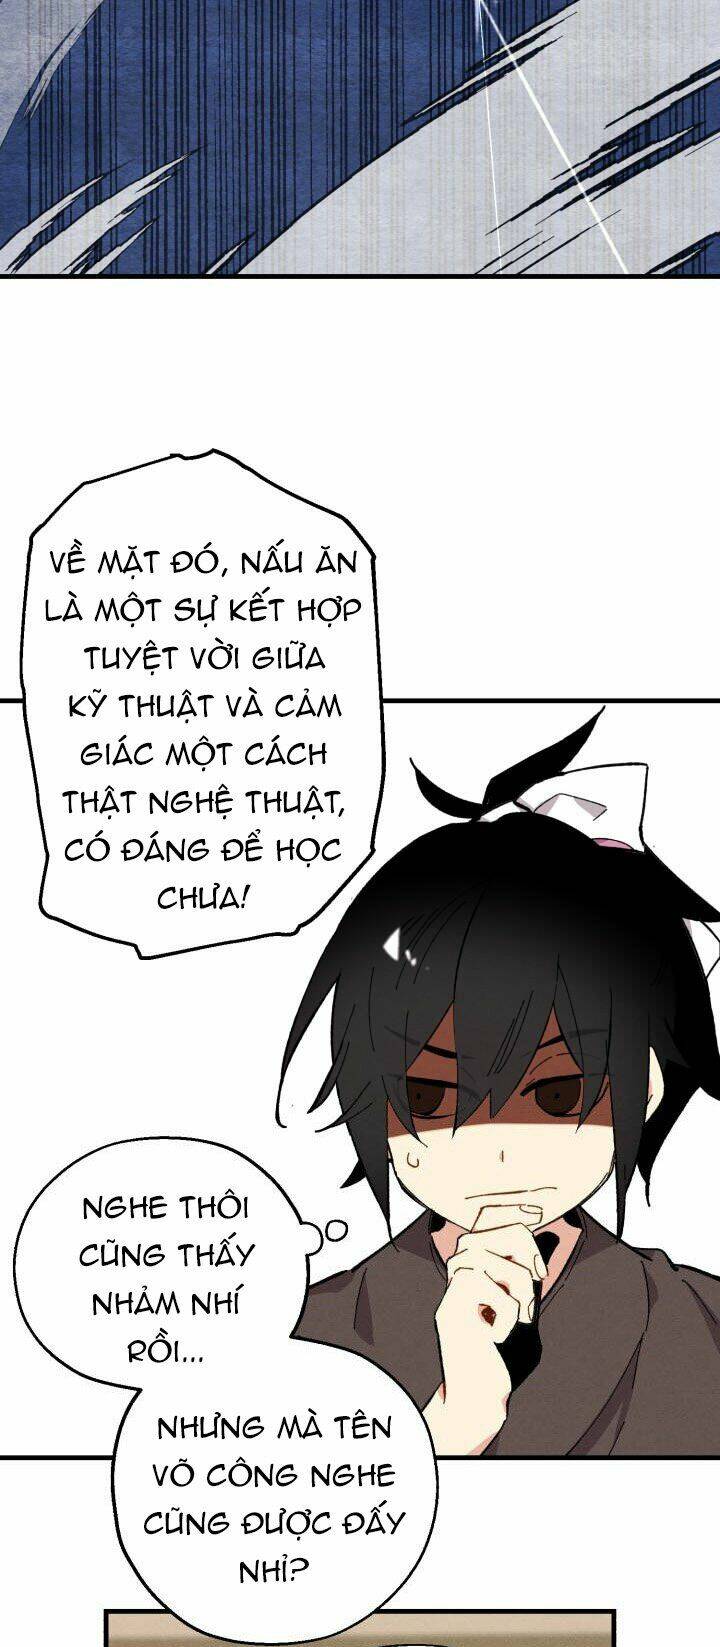 VỀ MẶT ĐÓ, NẤU ĂN
LÀ MỘT SỰ KẾT HỢP
TUYỆT VỜI GIỮA
KỸ THUẬT VÀ CẢM
GIÁC MỘT CÁCH
THẬT NGHỆ THUẬT,
CÓ ĐÁNG ĐỂ HỌC
CHƯA!
NGHE THÔI
CŨNG THẤY
NHẢM NHÍ
RỒI...
NHƯNG MÀ TÊN
VÕ CÔNG NGHE
CŨNG ĐƯỢC ĐẤY
NHỈ?